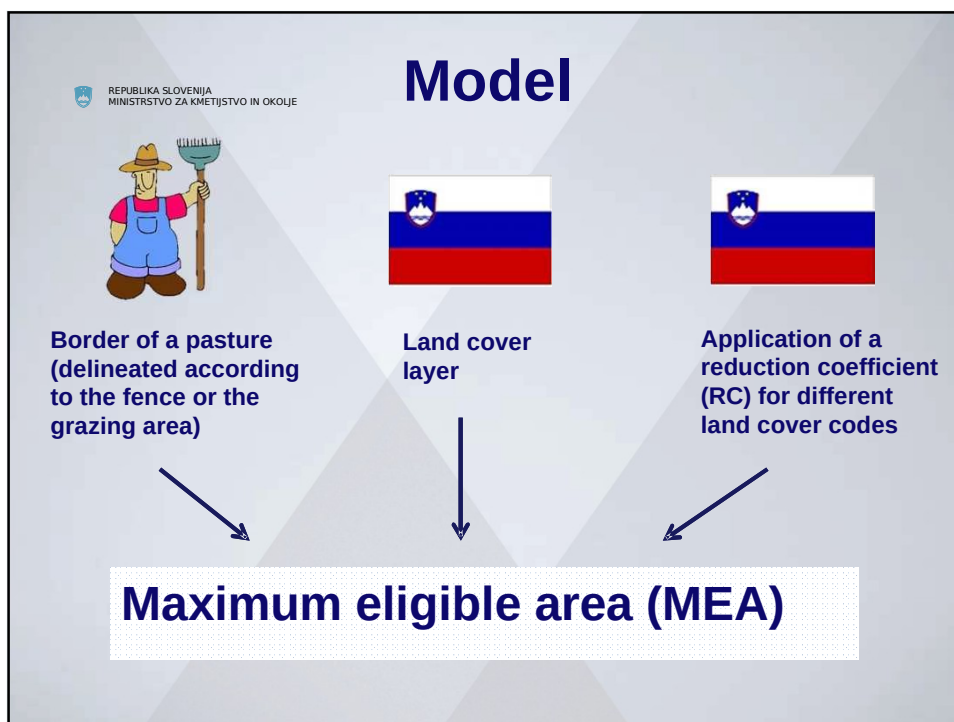 Model
REPUBLIKA SLOVENIJA
MINISTRSTVO ZA KMETIJSTVO IN OKOLJE
Border of a pasture
(delineated according
to the fence or the
grazing area)
Land cover
layer
Application of a
reduction coefficient
(RC) for different
land cover codes
Maximum eligible area (MEA)